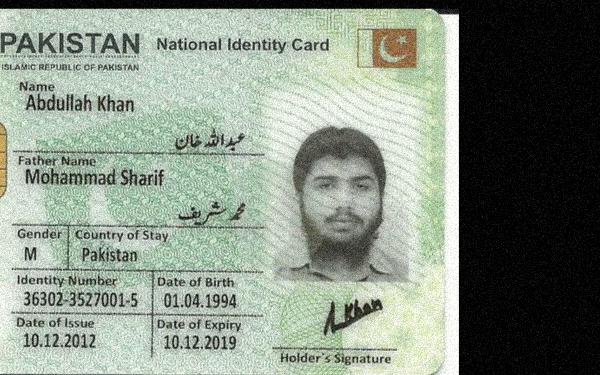 PAKISTAN National Identity Card
ISLAMIC REPUBLIC OF PAKISTAN
Name
Abdullah Khan
عبداللہ خان
Father Name
Mohammad Sharif
محمد شریف
Gender Country of Stay
M Pakistan
Identity Number Date of Birth
36302-3527001-5 01.04.1994
Date of Issue Date of Expiry
10.12.2012 10.12.2019
Khan
Holder's Signature